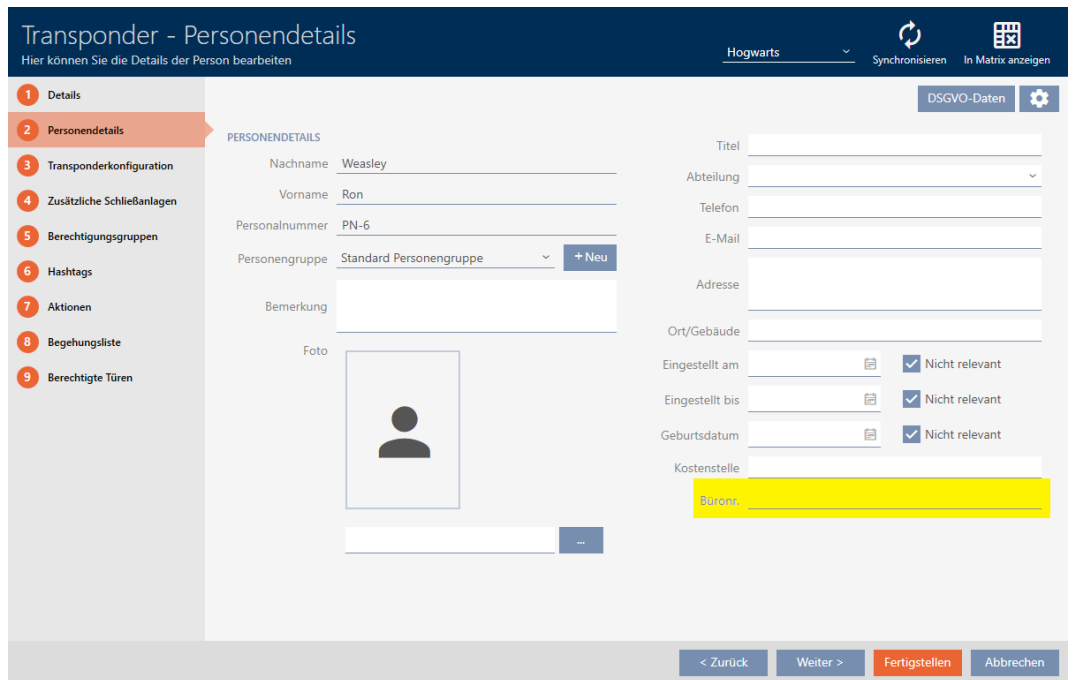 Transponder - Personendetails
Hier können Sie die Details der Person bearbeiten
Hogwarts
Synchronisieren
In Matrix anzeigen
1 Details
2 Personendetails
3 Transponderkonfiguration
4 Zusätzliche Schließanlagen
5 Berechtigungsgruppen
6 Hashtags
7 Aktionen
8 Begehungsliste
9 Berechtigte Türen
DSGVO-Daten
PERSONENDETAILS
Nachname Weasley
Vorname Ron
Personalnummer PN-6
Personengruppe Standard Personengruppe + Neu
Bemerkung
Foto
...
Titel
Abteilung
Telefon
E-Mail
Adresse
Ort/Gebäude
Eingestellt am Nicht relevant
Eingestellt bis Nicht relevant
Geburtsdatum Nicht relevant
Kostenstelle
Büronr.
< Zurück
Weiter >
Fertigstellen
Abbrechen